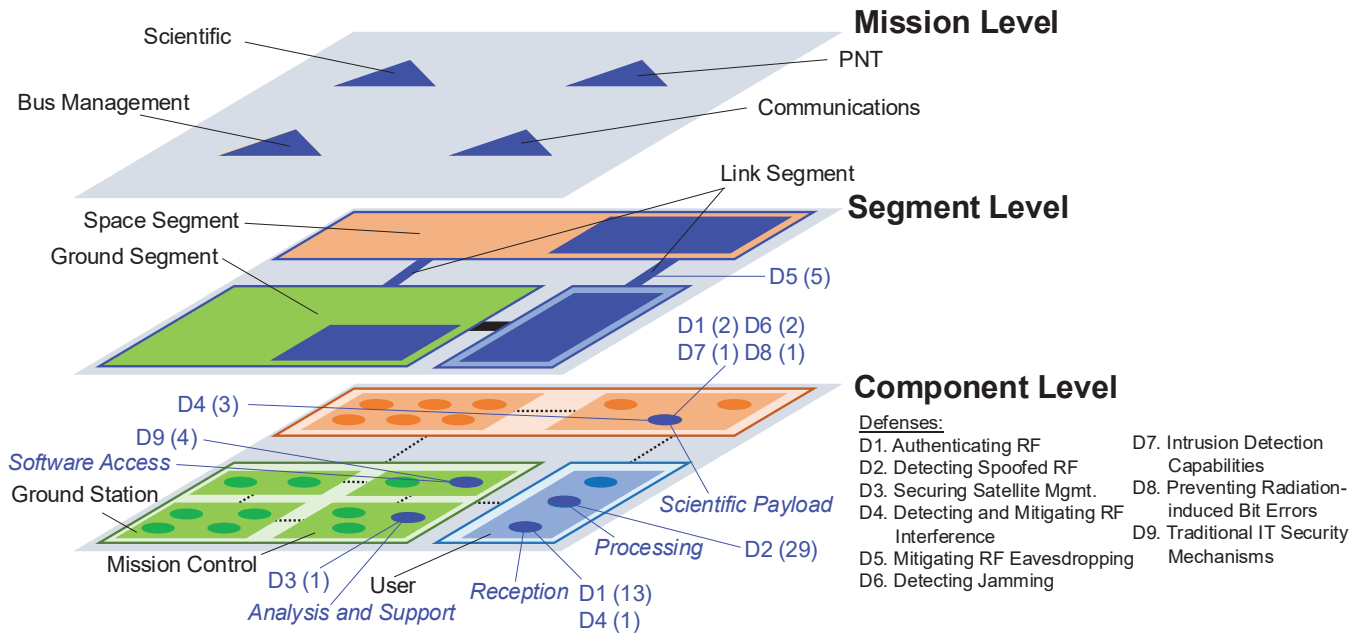 Mission Level
Scientific
PNT
Bus Management
Communications
Link Segment
Segment Level
Space Segment
Ground Segment
D5 (5)
D1 (2) D6 (2)
D7 (1) D8 (1)
Component Level
D4 (3)
D9 (4)
Software Access
Ground Station
Scientific Payload
Mission Control
Processing
D2 (29)
D3 (1)
User
Analysis and Support
Reception
D1 (13)
D4 (1)
Defenses:
D1. Authenticating RF
D2. Detecting Spoofed RF
D3. Securing Satellite Mgmt.
D4. Detecting and Mitigating RF
Interference
D5. Mitigating RF Eavesdropping
D6. Detecting Jamming
D7. Intrusion Detection
Capabilities
D8. Preventing Radiation-
induced Bit Errors
D9. Traditional IT Security
Mechanisms